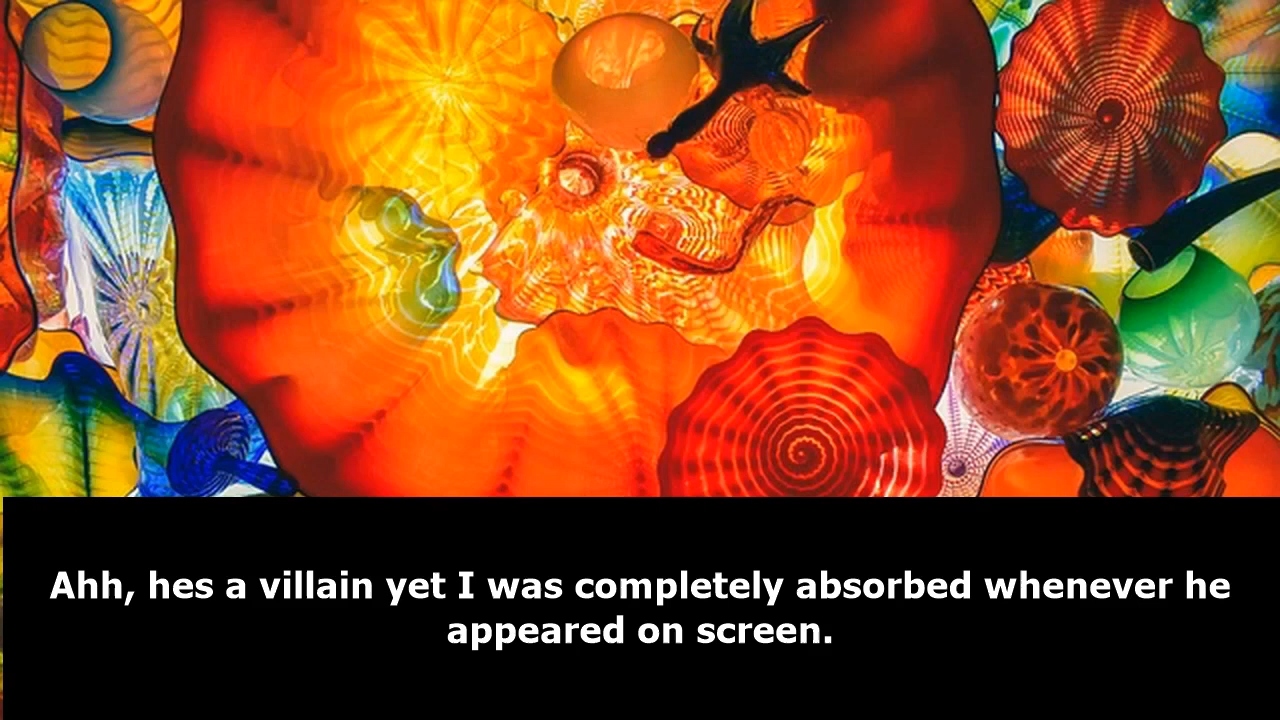 Ahh, hes a villain yet I was completely absorbed whenever he
appeared on screen.